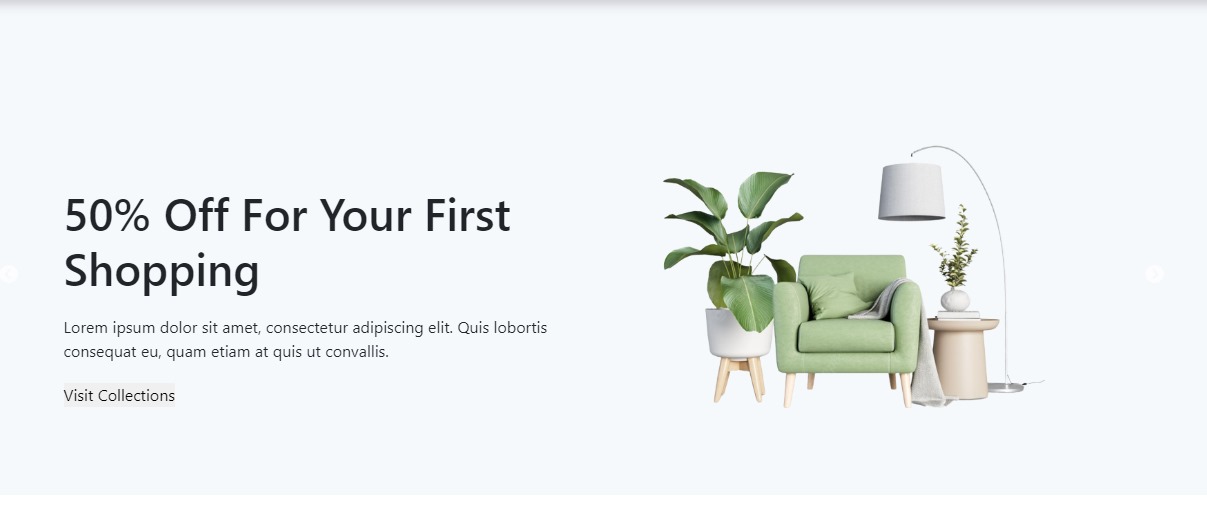 50% Off For Your First
Shopping
Lorem ipsum dolor sit amet, consectetur adipiscing elit. Quis lobortis
consequat eu, quam etiam at quis ut convallis.
Visit Collections